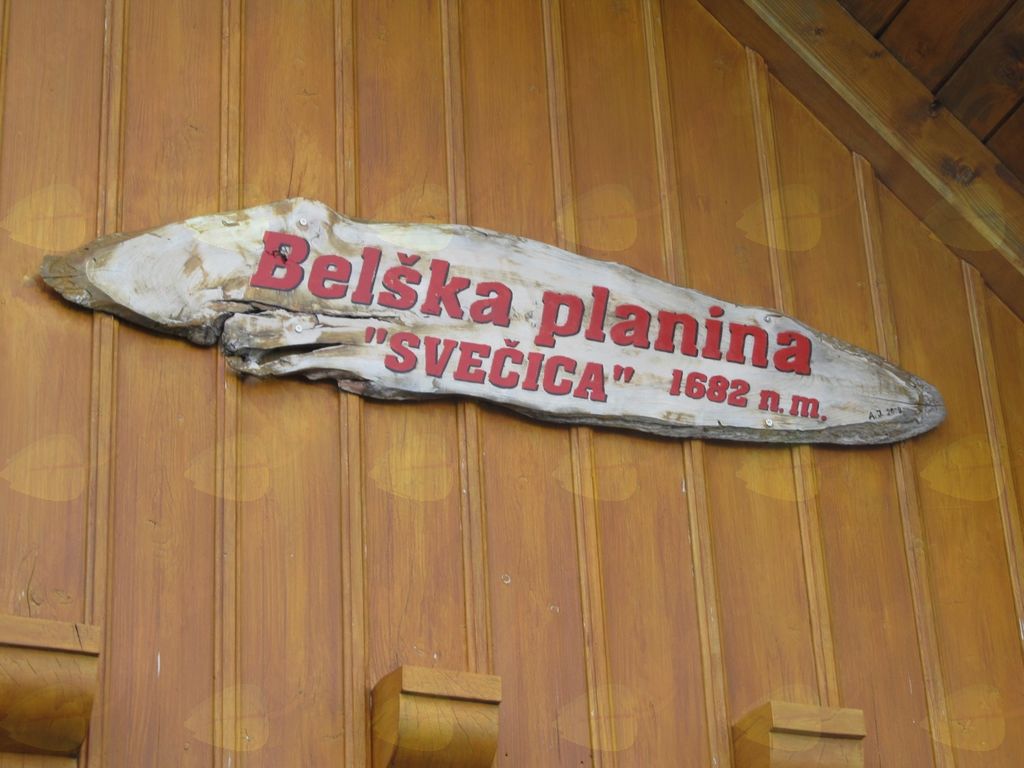 Belška planina
"SVEČICA" 1682 n.m.